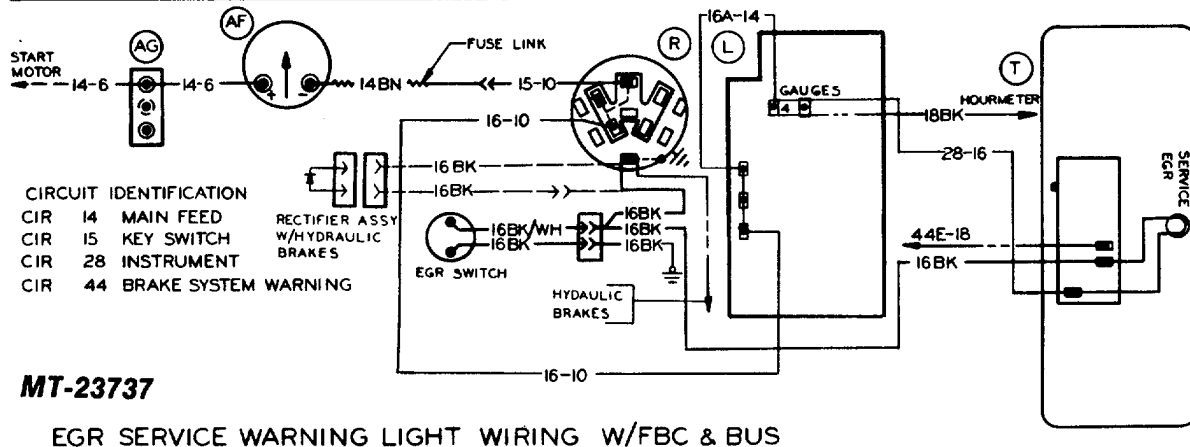 16A-14
AF
AG
R
L
T
FUSE LINK
START
MOTOR
14-6
14-6
+
-
14BN
15-10
GAUGES
4
HOURMETER
18BK
16-10
28-16
SERVICE
EGR
16BK
16BK
CIRCUIT IDENTIFICATION
CIR 14 MAIN FEED
CIR 15 KEY SWITCH
CIR 28 INSTRUMENT
CIR 44 BRAKE SYSTEM WARNING
RECTIFIER ASSY
W/HYDRAULIC
BRAKES
16BK/WH
16BK
16BK
16BK
16BK
EGR SWITCH
44E-18
16BK
HYDAULIC
BRAKES
16-10
MT-23737
EGR SERVICE WARNING LIGHT WIRING W/FBC & BUS